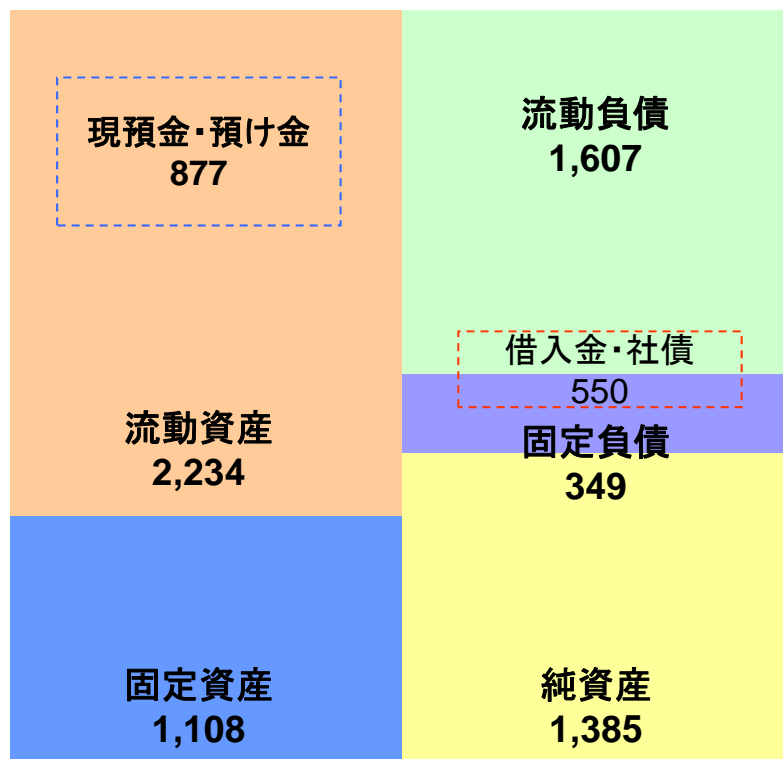 現預金・預け金
877
流動資産
2,234
固定資産
1,108
流動負債
1,607
借入金・社債
550
固定負債
349
純資産
1,385